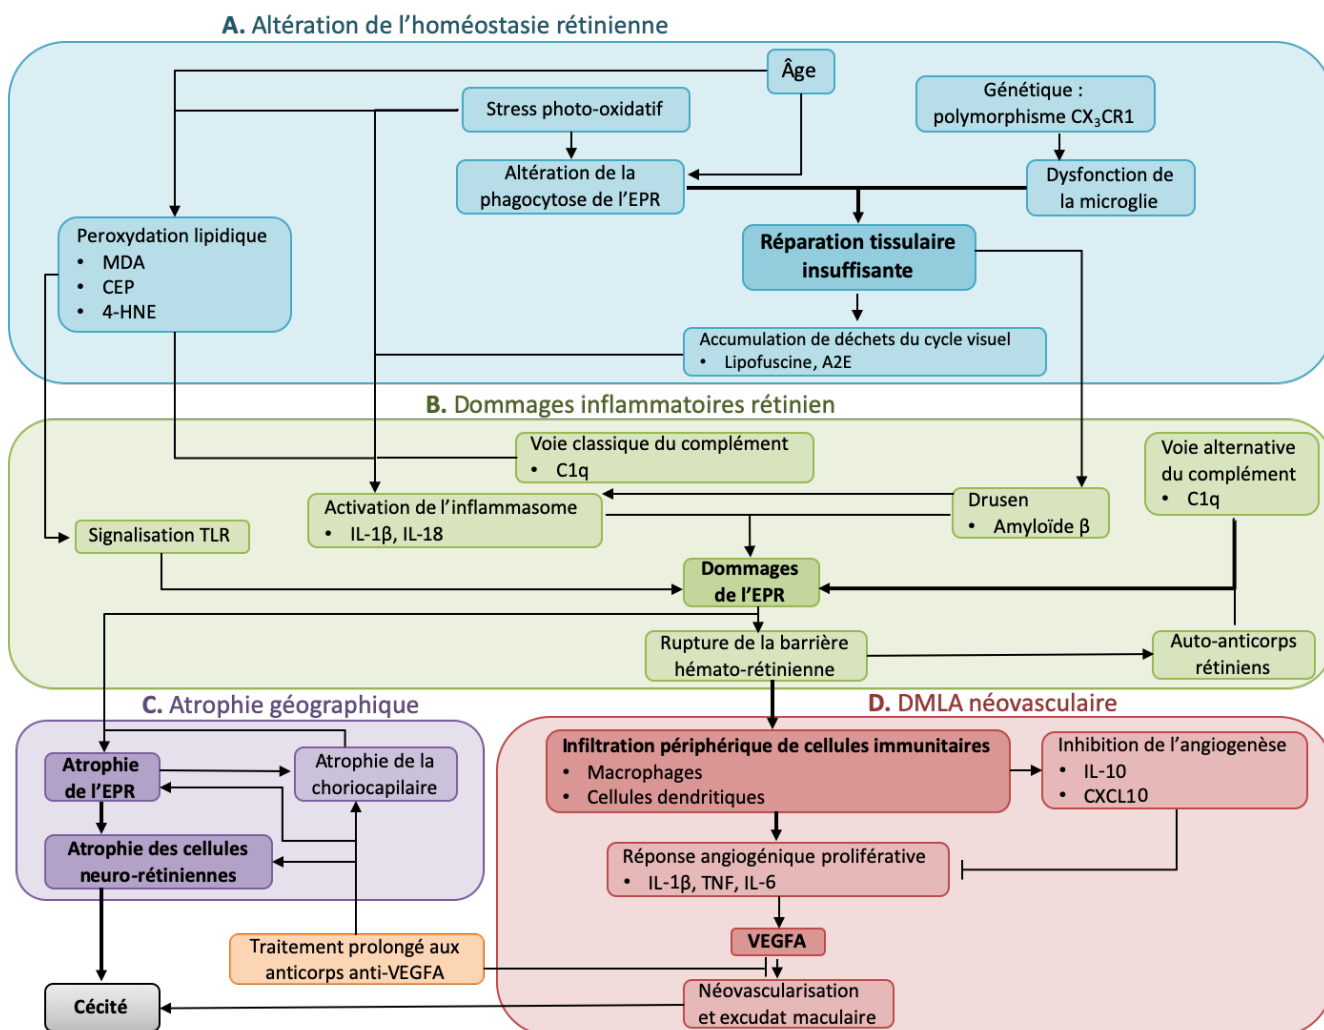 A. Altération de l'homéostasie rétinienne
Âge
Stress photo-oxidatif
Génétique :
polymorphisme CX₃CR1
Altération de la
phagocytose de l'EPR
Dysfonction de
la microglie
Peroxydation lipidique
• MDA
• CEP
• 4-HNE
Réparation tissulaire
insuffisante
Accumulation de déchets du cycle visuel
• Lipofuscine, A2E
B. Dommages inflammatoires rétinien
Voie classique du complément
• C1q
Voie alternative
du complément
• C1q
Activation de l'inflammasome
• IL-1β, IL-18
Drusen
• Amyloïde β
Signalisation TLR
Dommages
de l'EPR
Rupture de la barrière
hémato-rétinienne
Auto-anticorps
rétiniens
C. Atrophie géographique
Atrophie
de l'EPR
Atrophie de la
choriocapilaire
Atrophie des cellules
neuro-rétiniennes
D. DMLA néovasculaire
Infiltration périphérique de cellules immunitaires
• Macrophages
• Cellules dendritiques
Inhibition de l'angiogenèse
• IL-10
• CXCL10
Réponse angiogénique proliférative
• IL-1β, TNF, IL-6
VEGFA
Traitement prolongé aux
anticorps anti-VEGFA
Néovascularisation
et excudat maculaire
Cécité